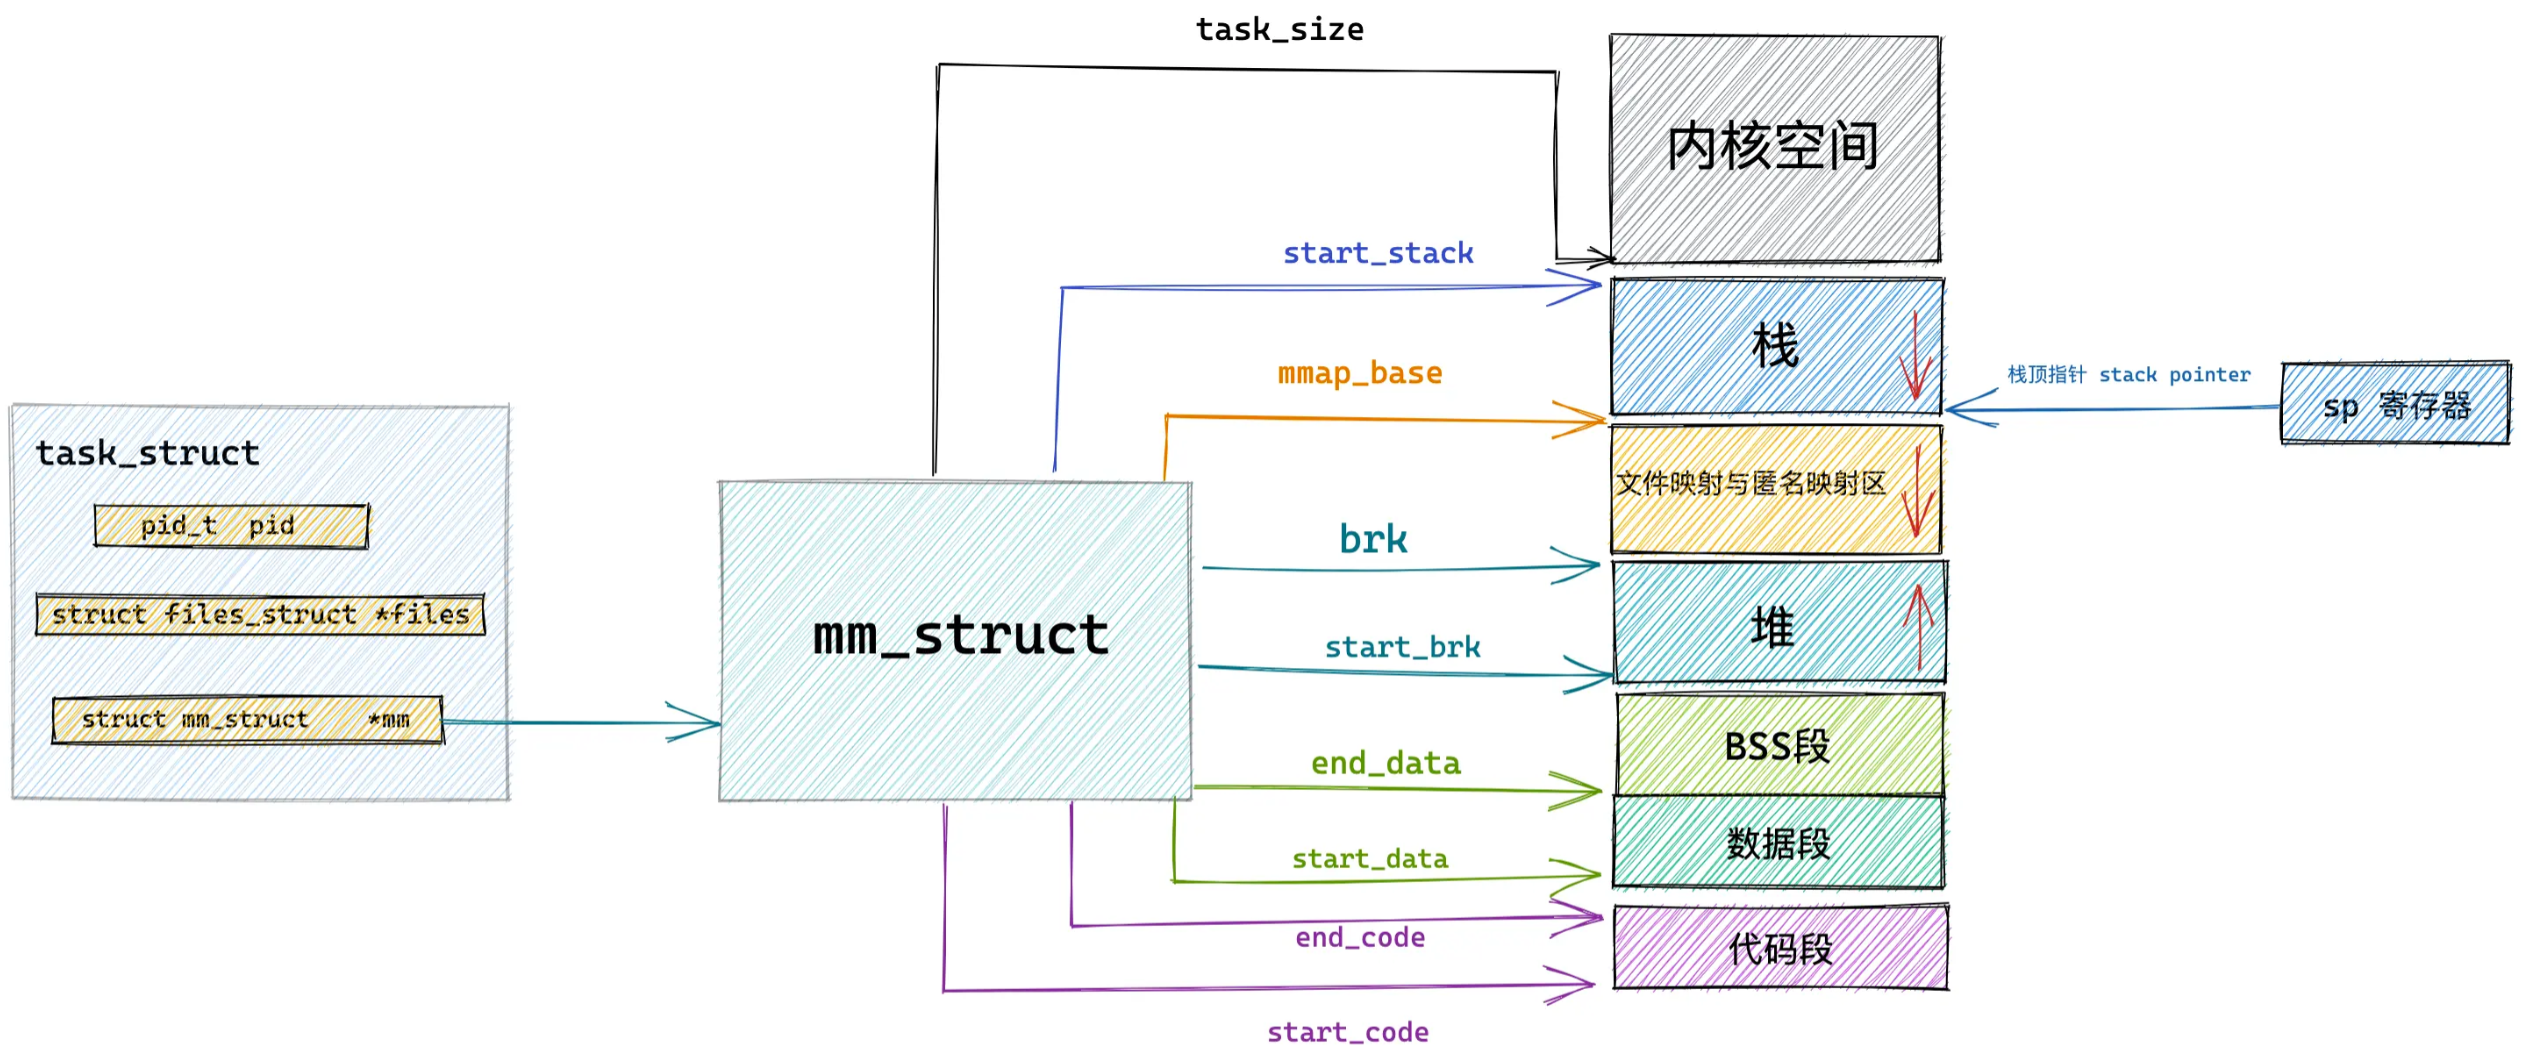 task_size
内核空间
start_stack
栈
mmap_base
栈顶指针 stack pointer
sp 寄存器
task_struct
pid_t pid
struct files_struct *files
struct mm_struct *mm
mm_struct
文件映射与匿名映射区
brk
堆
start_brk
BSS段
end_data
数据段
start_data
end_code
代码段
start_code